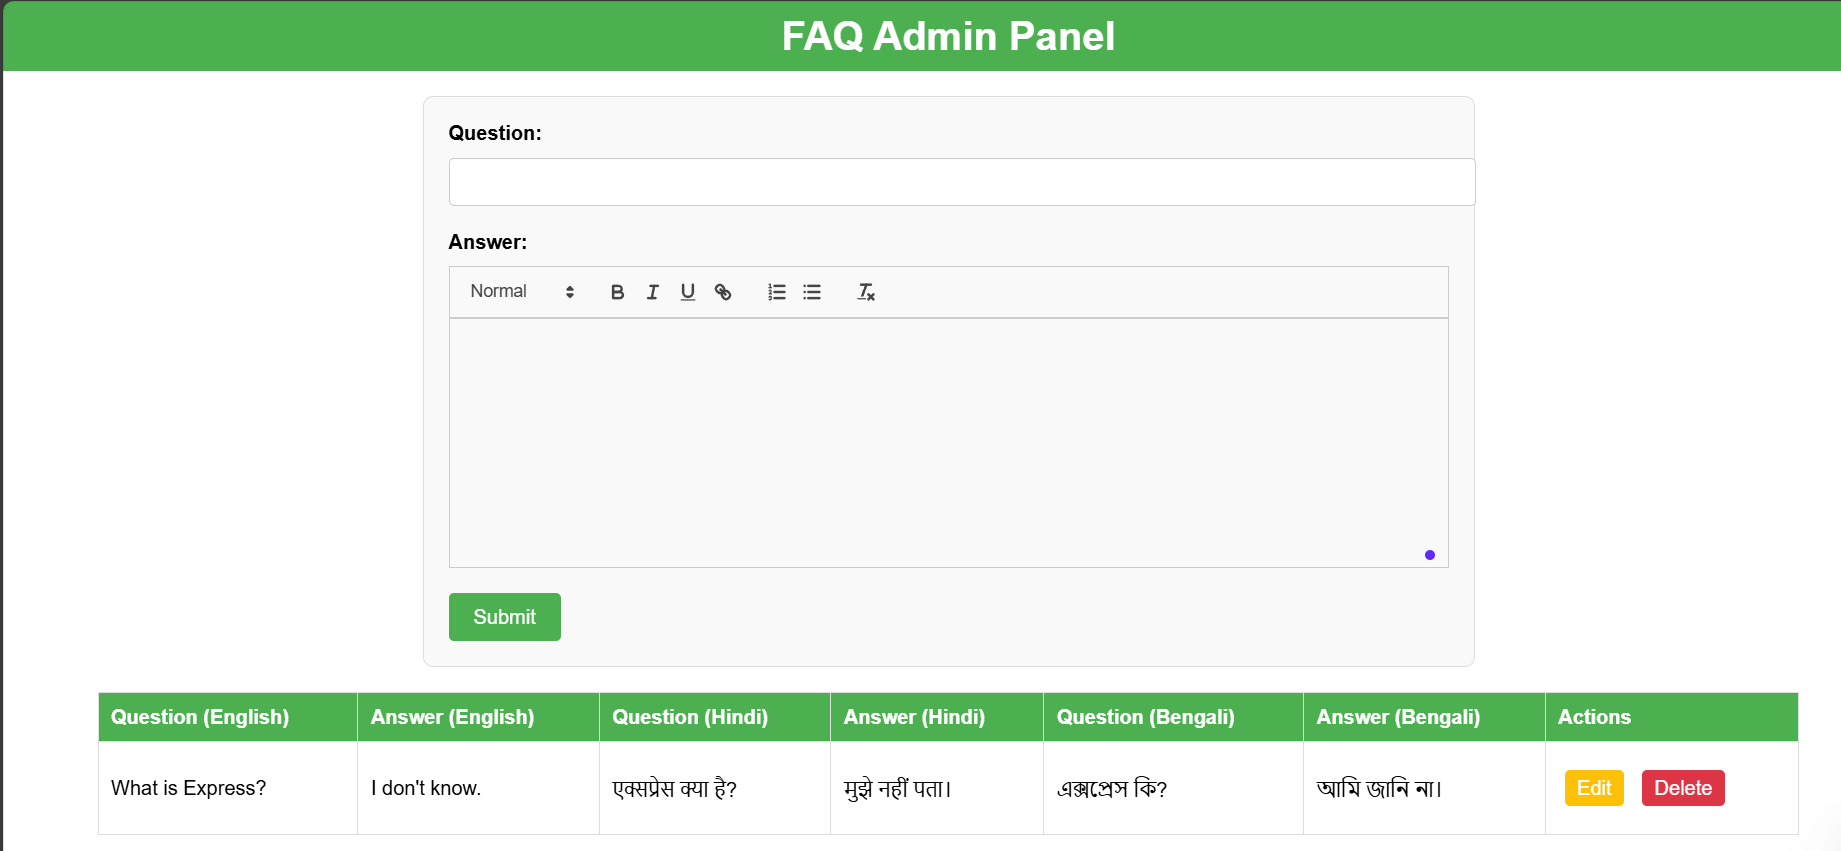 FAQ Admin Panel
Question:
Answer:
Normal
Submit
Question (English) Answer (English) Question (Hindi) Answer (Hindi) Question (Bengali) Answer (Bengali) Actions
What is Express? I don't know. एक्सप्रेस क्या है? मुझे नहीं पता। এক্সপ্রেস কি? আমি জানি না। Edit Delete